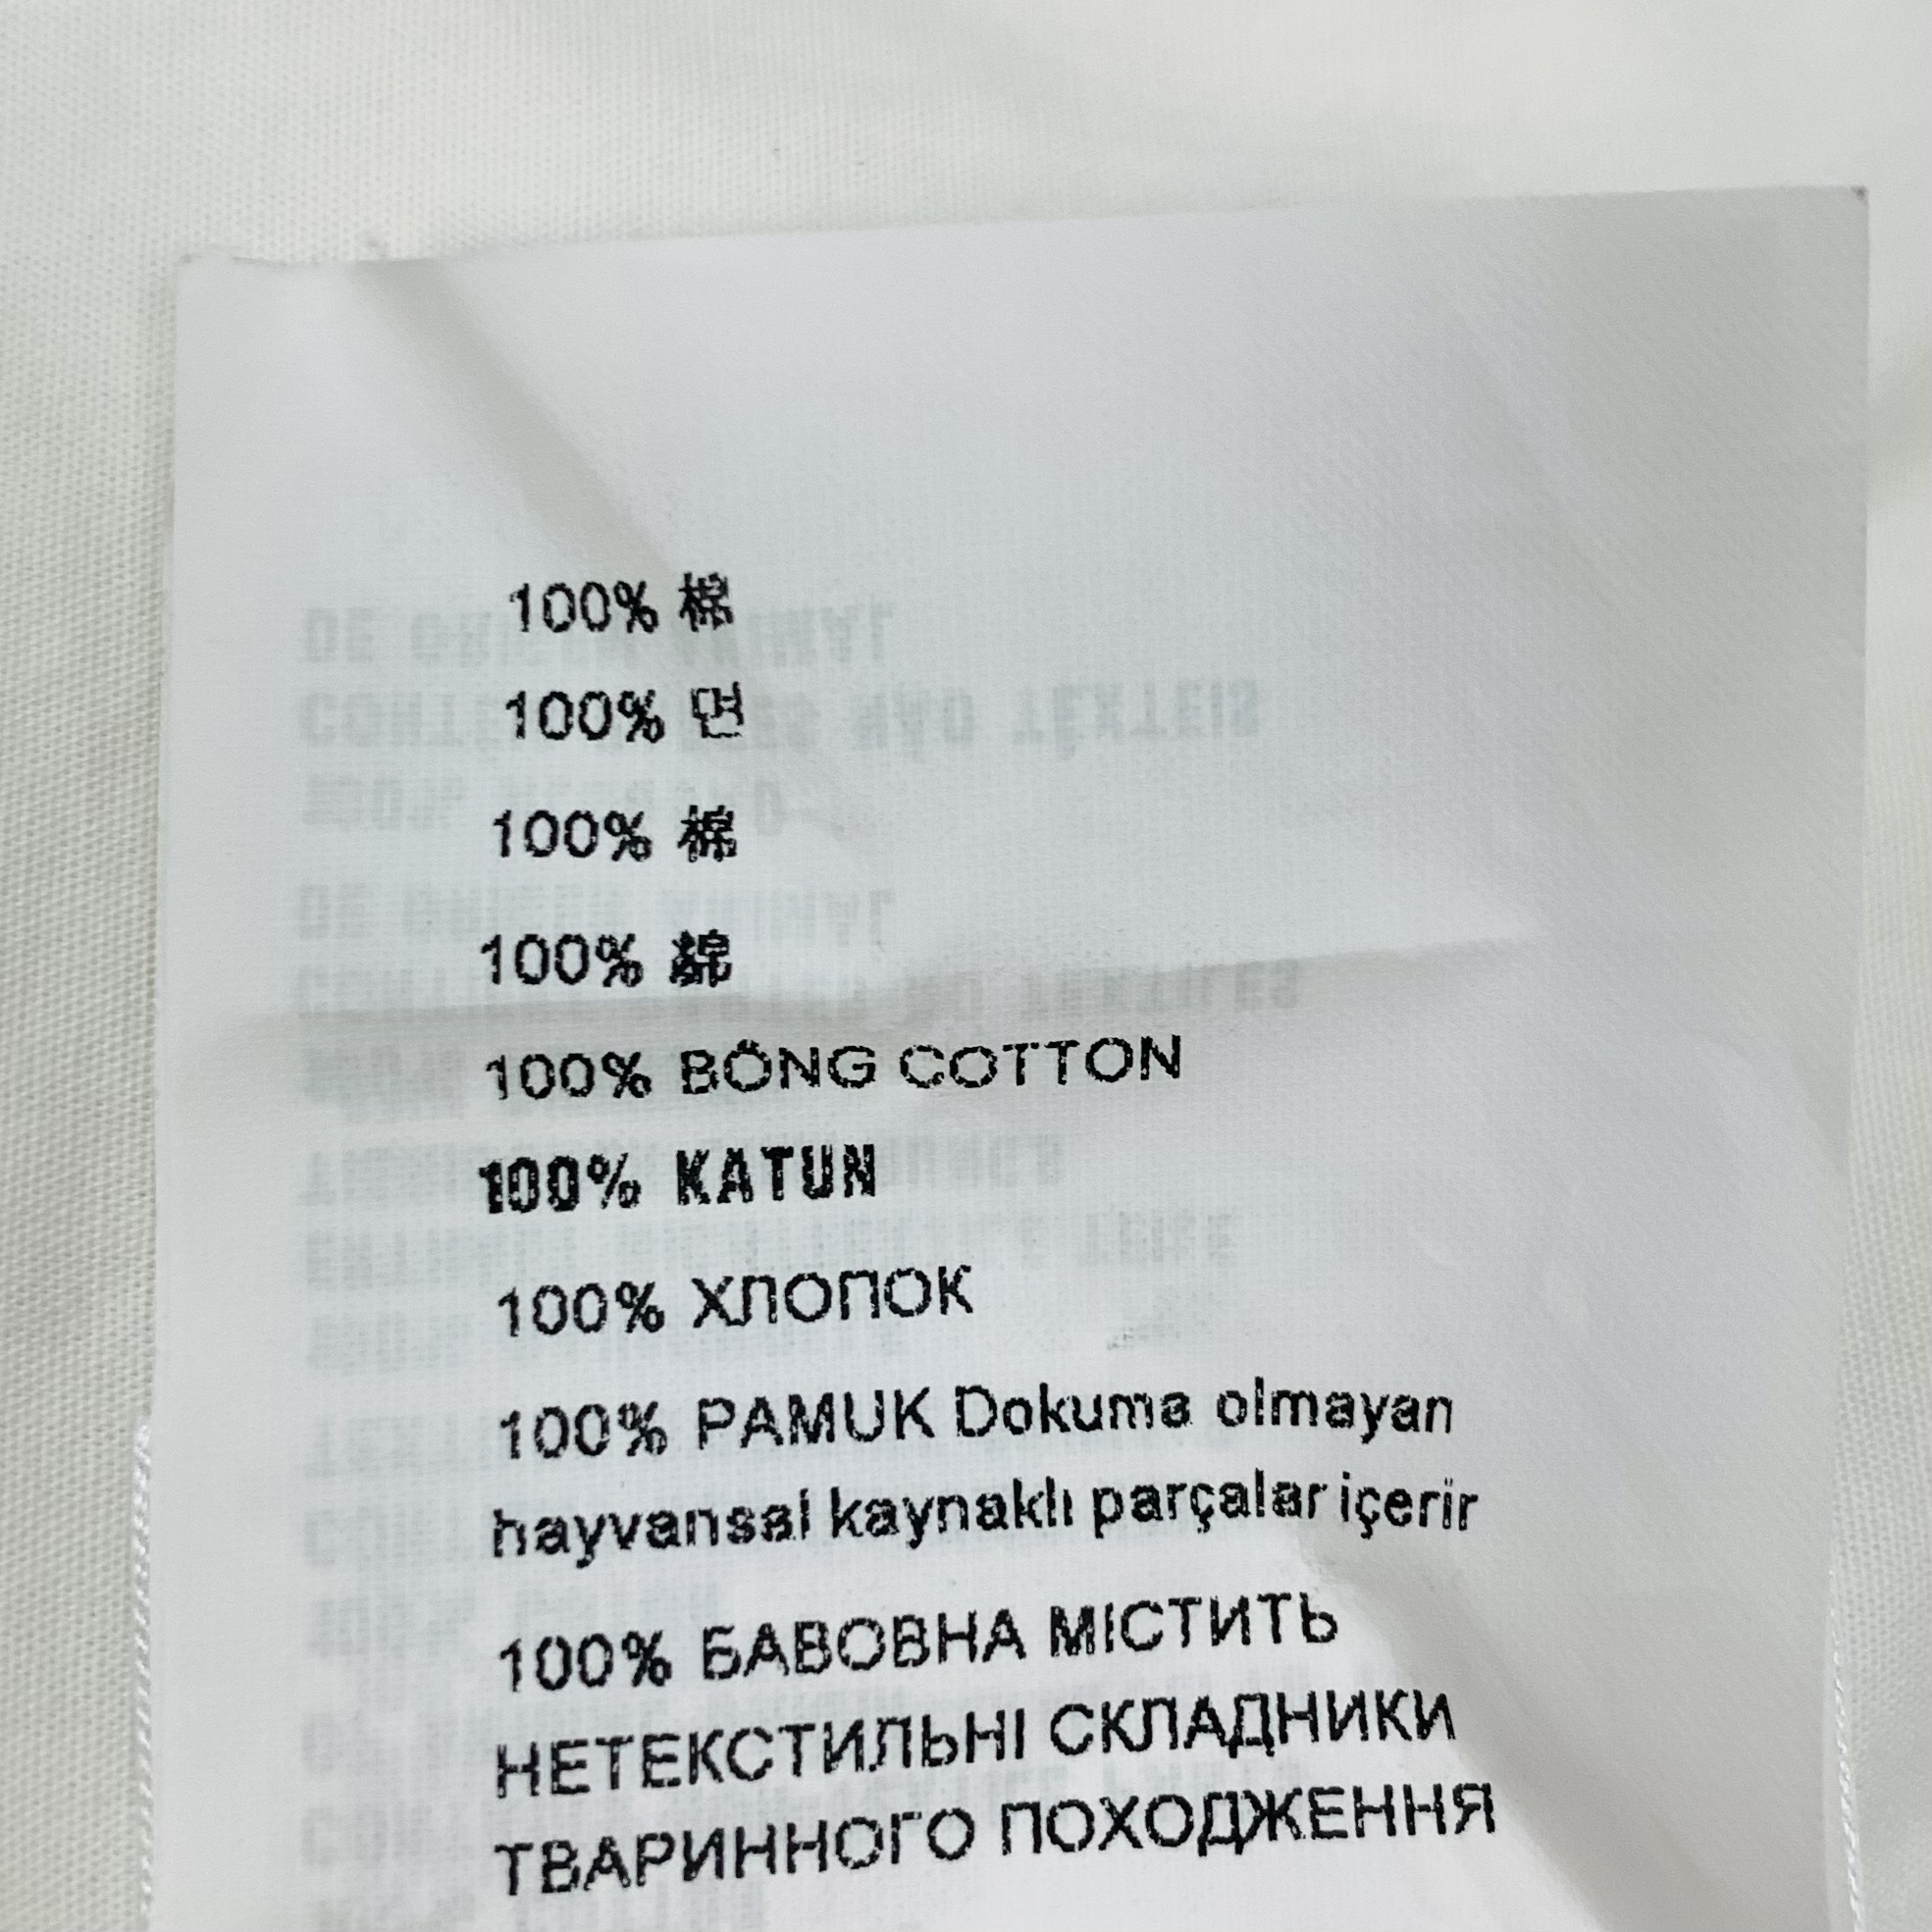 100% 棉
100% 면
100% 棉
100% 綿
100% BÔNG COTTON
100% KATUN
100% ХЛОПОК
100% PAMUK Dokuma olmayan
hayvansal kaynaklı parçalar içerir
100% БАВОВНА МІСТИТЬ
НЕТЕКСТИЛЬНІ СКЛАДНИКИ
ТВАРИННОГО ПОХОДЖЕННЯ